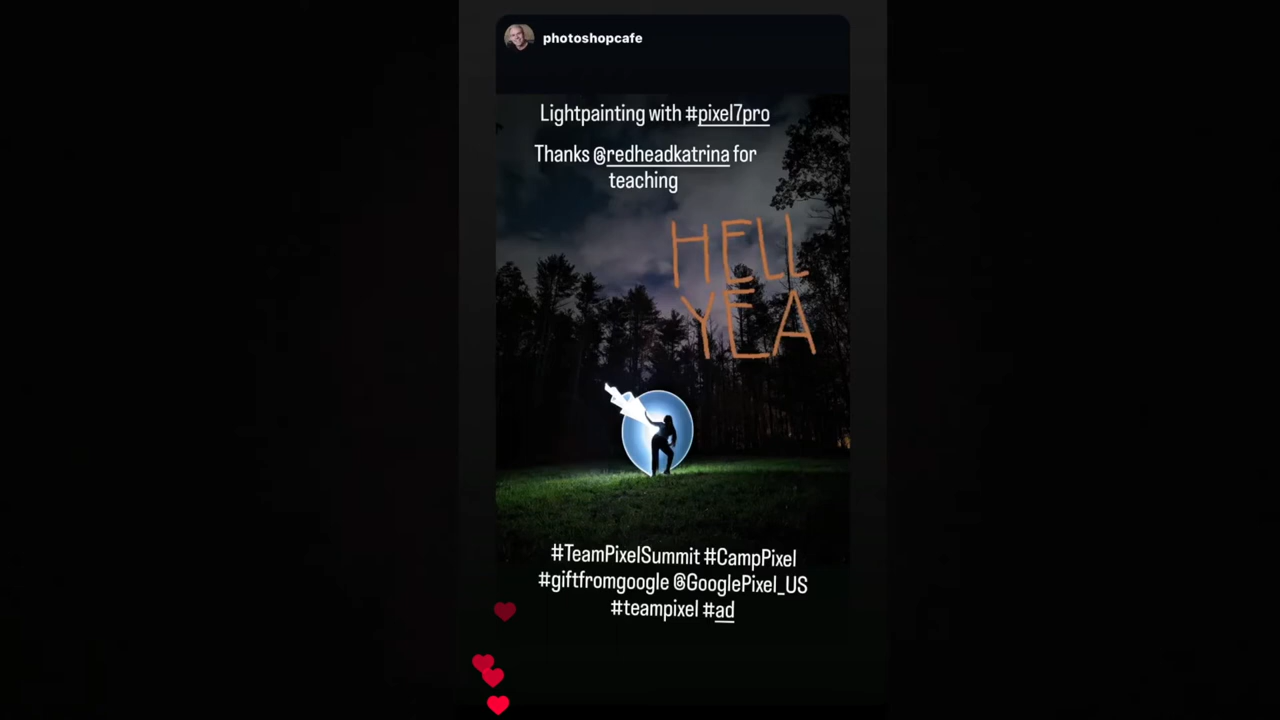 photoshopcafe
Lightpainting with #pixel7pro
Thanks @redheadkatrina for
teaching
HELL
YEA
#TeamPixelSummit #CampPixel
#giftfromgoogle @GooglePixel_US
#teampixel #ad